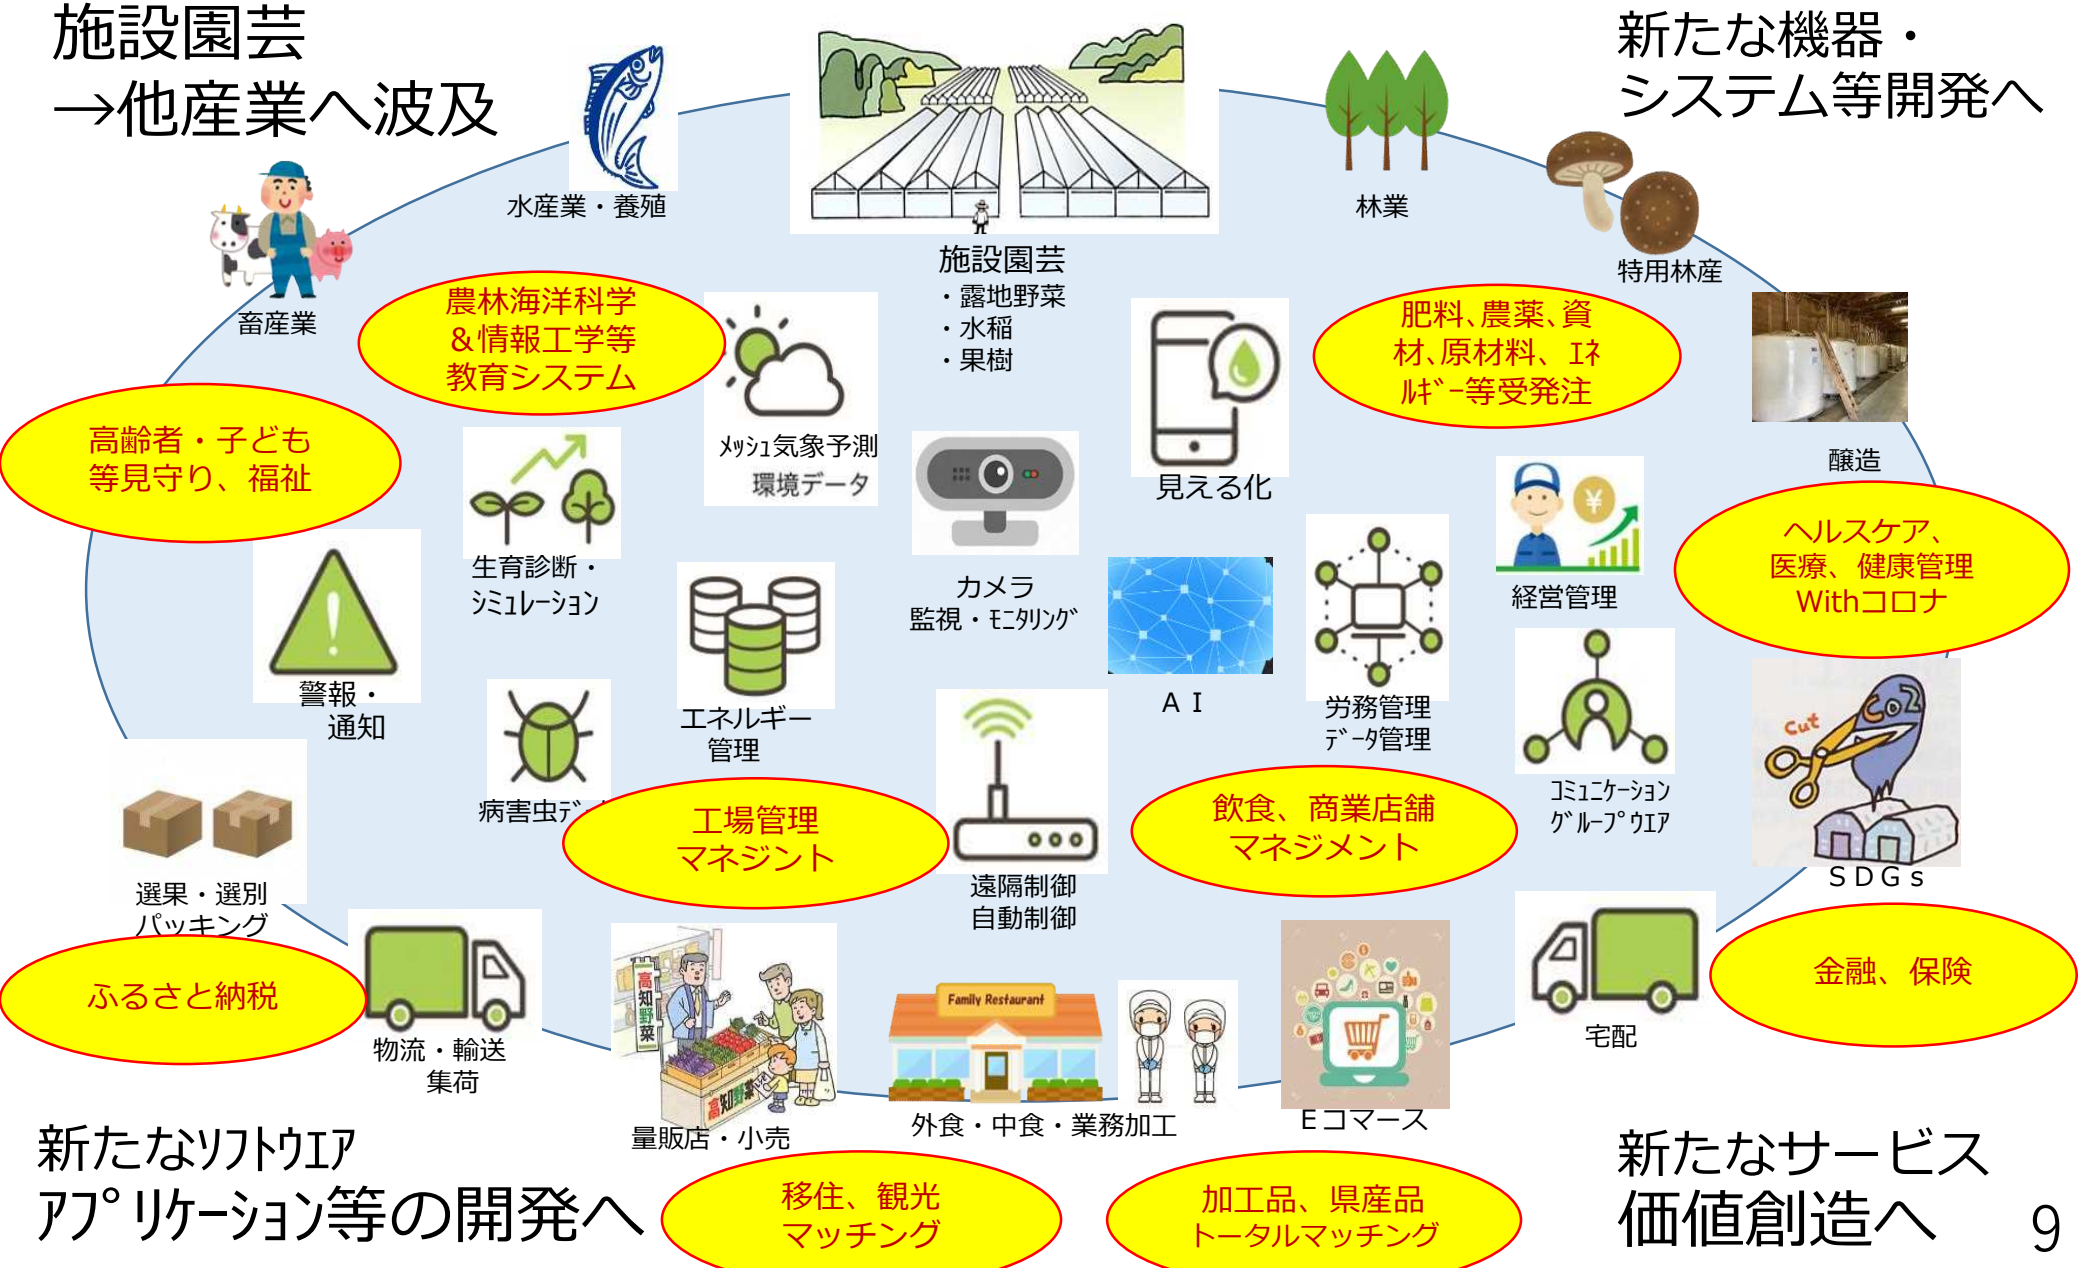 施設園芸
→他産業へ波及
新たな機器・
システム等開発へ
水産業・養殖
林業
特用林産
畜産業
施設園芸
・露地野菜
・水稲
・果樹
農林海洋科学
&情報工学等
教育システム
肥料、農薬、資
材、原材料、ｴﾈ
ﾙｷﾞｰ等受発注
高齢者・子ども
等見守り、福祉
ﾒｯｼｭ気象予測
環境データ
見える化
醸造
¥
ヘルスケア、
医療、健康管理
Withコロナ
生育診断・
ｼﾐｭﾚｰｼｮﾝ
カメラ
監視・ﾓﾆﾀﾘﾝｸﾞ
経営管理
警報・
通知
エネルギー
管理
ＡＩ
労務管理
ﾃﾞｰﾀ管理
Cut
CO2
病害虫ﾃﾞ
工場管理
マネジント
飲食、商業店舗
マネジメント
ｺﾐｭﾆｹｰｼｮﾝ
ｸﾞﾙｰﾌﾟｳｴｱ
ＳＤＧｓ
選果・選別
パッキング
遠隔制御
自動制御
ふるさと納税
金融、保険
高知野菜
高知野菜
Family Restaurant
物流・輸送
集荷
宅配
量販店・小売
外食・中食・業務加工
Ｅコマース
新たなｿﾌﾄｳｴｱ
ｱﾌﾟﾘｹｰｼｮﾝ等の開発へ
移住、観光
マッチング
加工品、県産品
トータルマッチング
新たなサービス
価値創造へ
9